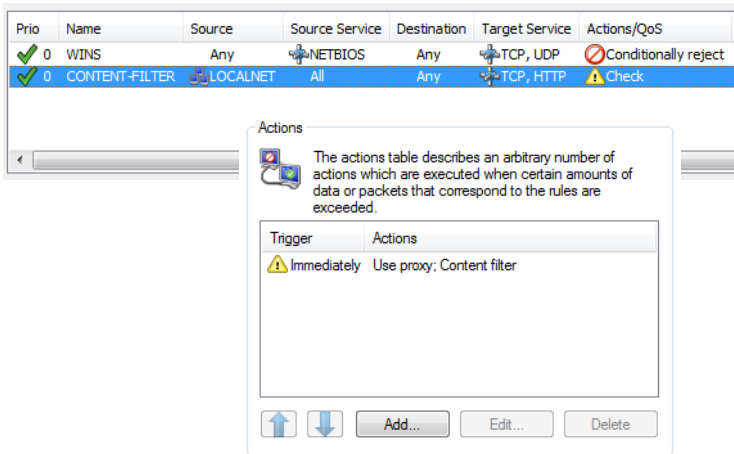 Prio Name Source Source Service Destination Target Service Actions/QoS
0 WINS Any NETBIOS Any TCP, UDP Conditionally reject
0 CONTENT-FILTER LOCALNET All Any TCP, HTTP Check
Actions
The actions table describes an arbitrary number of
actions which are executed when certain amounts of
data or packets that correspond to the rules are
exceeded.
Trigger Actions
Immediately Use proxy; Content filter
Add... Edit... Delete